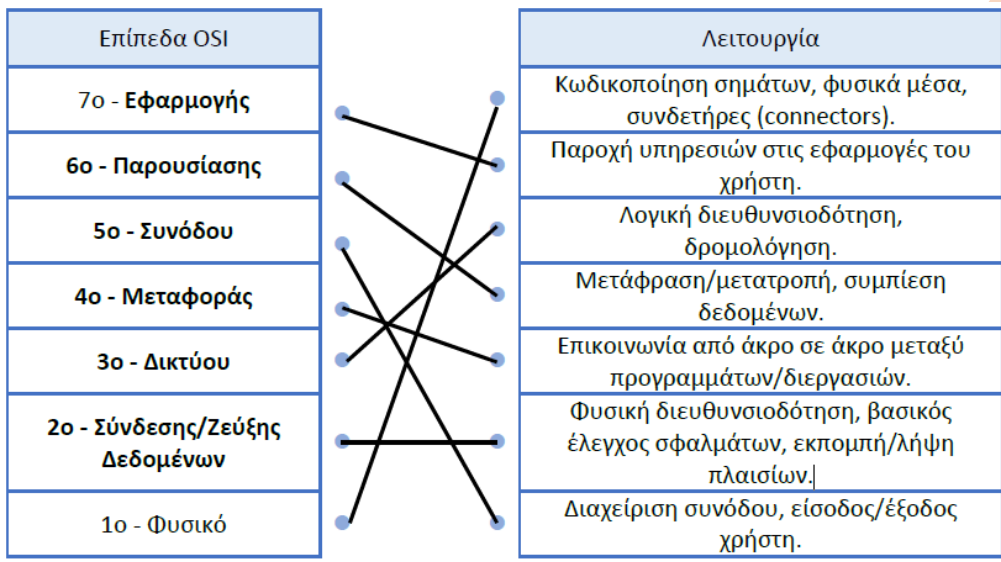 Επίπεδα OSI
Λειτουργία
7ο - Εφαρμογής
Κωδικοποίηση σημάτων, φυσικά μέσα,
συνδετήρες (connectors).
6ο - Παρουσίασης
Παροχή υπηρεσιών στις εφαρμογές του
χρήστη.
5ο - Συνόδου
Λογική διευθυνσιοδότηση,
δρομολόγηση.
4ο - Μεταφοράς
Μετάφραση/μετατροπή, συμπίεση
δεδομένων.
3ο - Δικτύου
Επικοινωνία από άκρο σε άκρο μεταξύ
προγραμμάτων/διεργασιών.
2ο - Σύνδεσης/Ζεύξης
Δεδομένων
Φυσική διευθυνσιοδότηση, βασικός
έλεγχος σφαλμάτων, εκπομπή/λήψη
πλαισίων.
1ο - Φυσικό
Διαχείριση συνόδου, είσοδος/έξοδος
χρήστη.